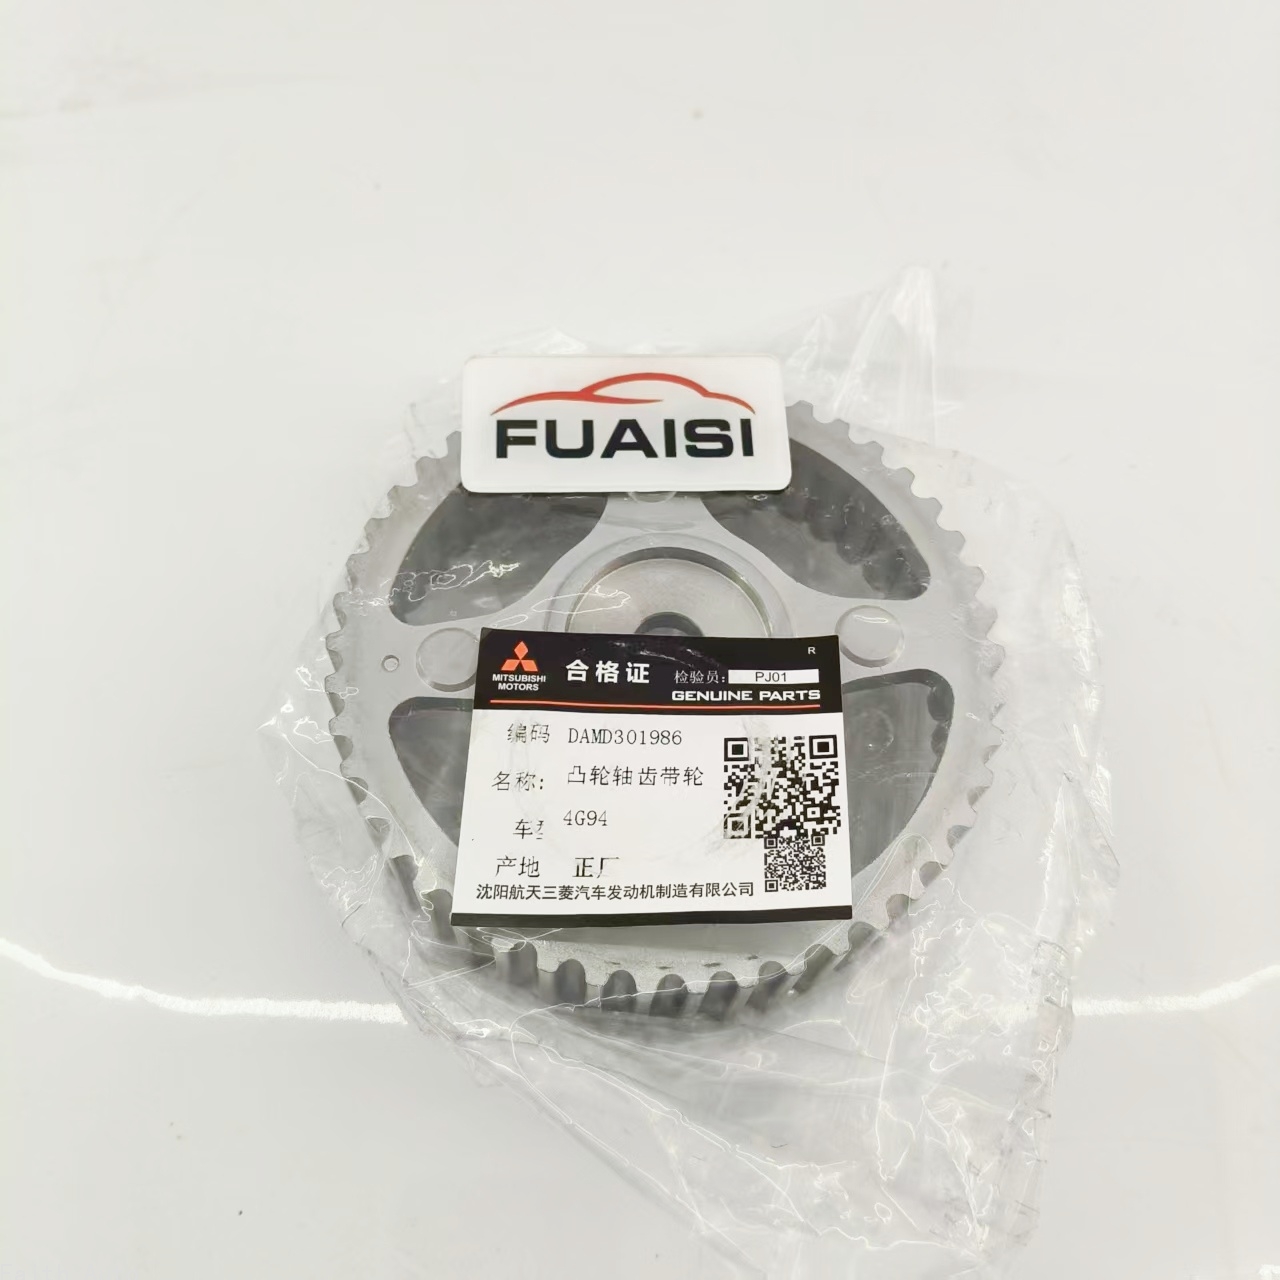 FUAISI
MITSUBISHI MOTORS
合格证
检验员: PJ01
R
GENUINE PARTS
编码 DAMD301986
名称: 凸轮轴齿带轮
车型 4G94
产地 正厂
沈阳航天三菱汽车发动机制造有限公司